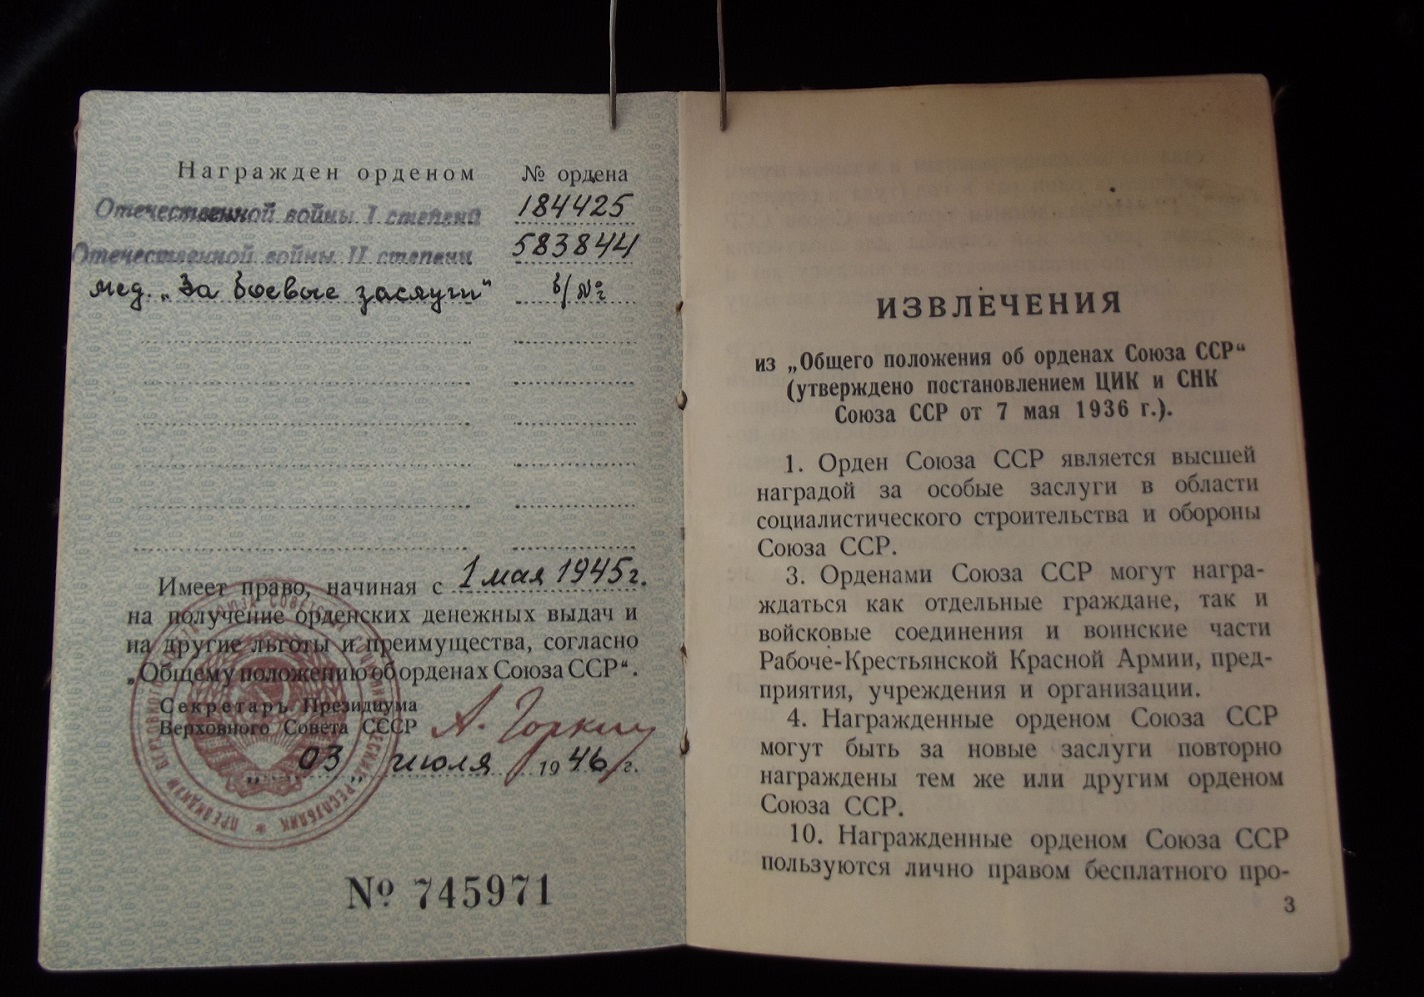 Награжден орденом № ордена
Отечественной войны I степени 184425
Отечественной войны II степени 583844
мед. „За боевые заслуги“ б/№
Имеет право, начиная с 1 мая 1945 г.
на получение орденских денежных выдач и
на другие льготы и преимущества, согласно
„Общему положению об орденах Союза ССР“.
Секретарь Президиума
Верховного Совета СССР А. Горкин
„03„ июля 1946 г.
№ 745971
ПРЕЗИДИУМ ВЕРХОВНОГО РЕСПУБЛИК
ИЗВЛЕЧЕНИЯ
из „Общего положения об орденах Союза ССР“
(утверждено постановлением ЦИК и СНК
Союза ССР от 7 мая 1936 г.).
1. Орден Союза ССР является высшей
наградой за особые заслуги в области
социалистического строительства и обороны
Союза ССР.
3. Орденами Союза ССР могут награ-
ждаться как отдельные граждане, так и
войсковые соединения и воинские части
Рабоче-Крестьянской Красной Армии, пред-
приятия, учреждения и организации.
4. Награжденные орденом Союза ССР
могут быть за новые заслуги повторно
награждены тем же или другим орденом
Союза ССР.
10. Награжденные орденом Союза ССР
пользуются лично правом бесплатного про-
3